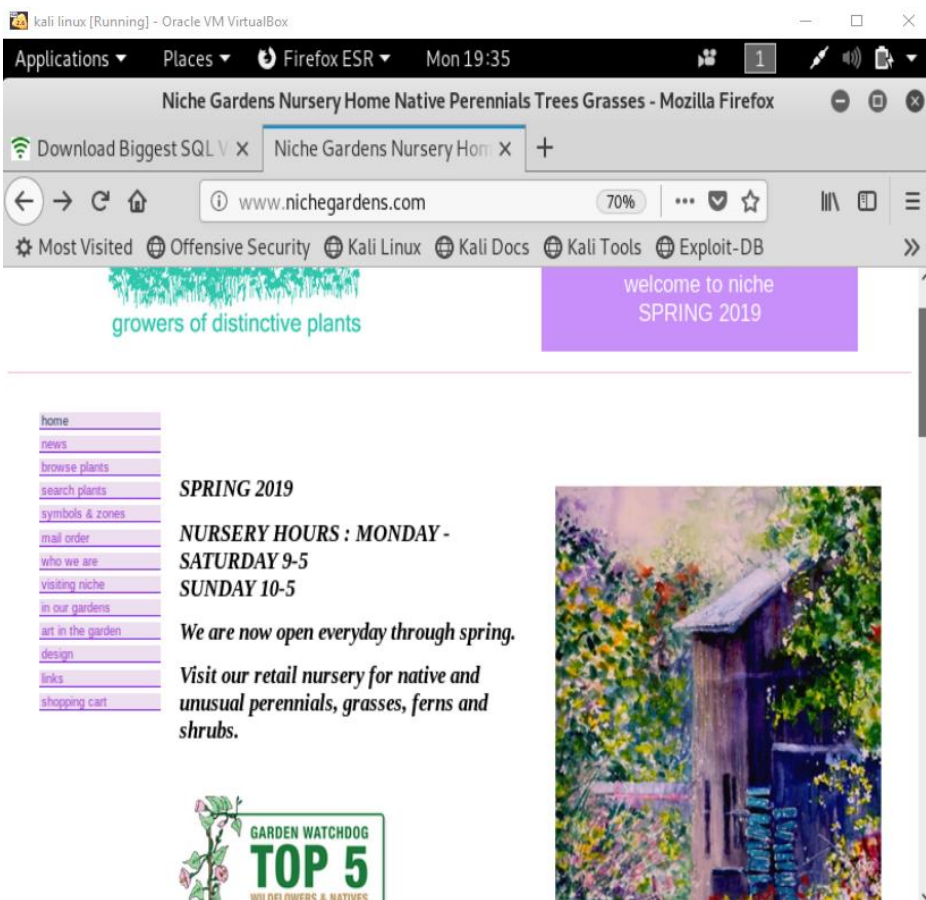 kali linux [Running] - Oracle VM VirtualBox
Applications Places Firefox ESR Mon 19:35 1
Niche Gardens Nursery Home Native Perennials Trees Grasses - Mozilla Firefox
Download Biggest SQL V Niche Gardens Nursery Hom
www.nichegardens.com 70%
Most Visited Offensive Security Kali Linux Kali Docs Kali Tools Exploit-DB
growers of distinctive plants
welcome to niche
SPRING 2019
home
news
browse plants
search plants
symbols & zones
mail order
who we are
visiting niche
in our gardens
art in the garden
design
links
shopping cart
SPRING 2019
NURSERY HOURS : MONDAY -
SATURDAY 9-5
SUNDAY 10-5
We are now open everyday through spring.
Visit our retail nursery for native and
unusual perennials, grasses, ferns and
shrubs.
GARDEN WATCHDOG
TOP 5
WILDFLOWERS & NATIVES